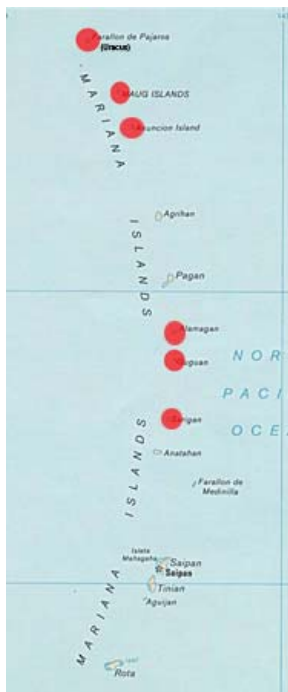 Farallon de Pajaros
(Uracus)
MAUG ISLANDS
Asuncion Island
MARIANA
Agrihan
ISLANDS
Pagan
Alamagan
Guguan
NOR
PACI
OCE
Sarigan
Anatahan
ISLANDS
Farallon de
Medinilla
Isleta
Mañagaha
Saipan
Saipan
Tinian
Aguijan
MARIANA
Rota